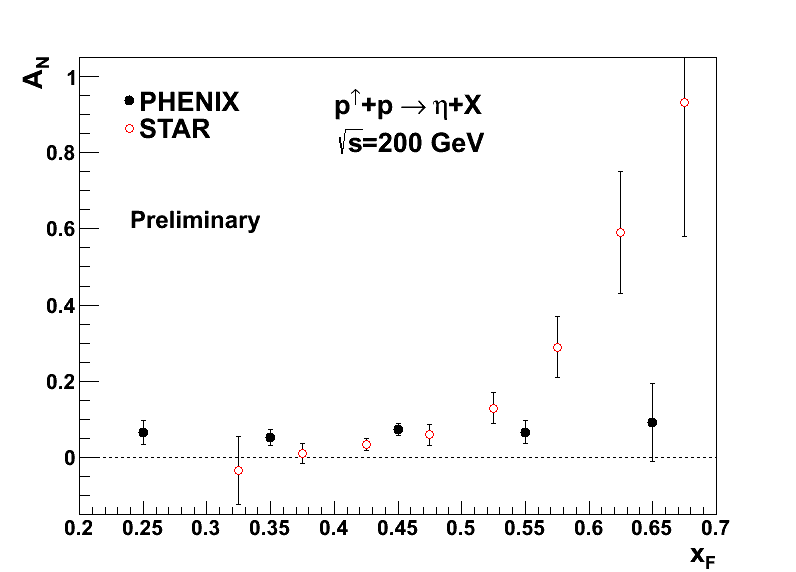 A_N
1
0.8
0.6
0.4
0.2
0
PHENIX
STAR
p↑+p → η+X
√s=200 GeV
Preliminary
0.2 0.25 0.3 0.35 0.4 0.45 0.5 0.55 0.6 0.65 0.7
x_F